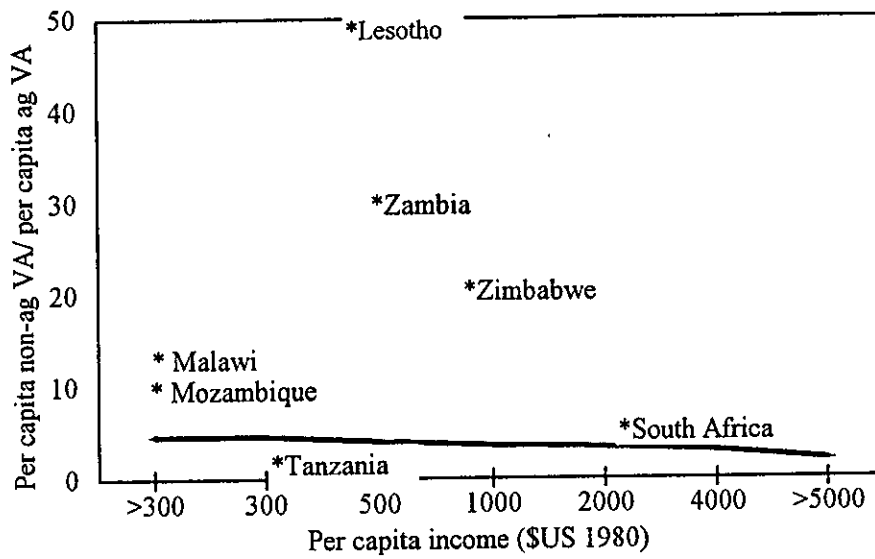 50
*Lesotho
40
30
*Zambia
20
*Zimbabwe
* Malawi
10
* Mozambique
*South Africa
*Tanzania
0
>300 300 500 1000 2000 4000 >5000
Per capita income ($US 1980)
Per capita non-ag VA/ per capita ag VA